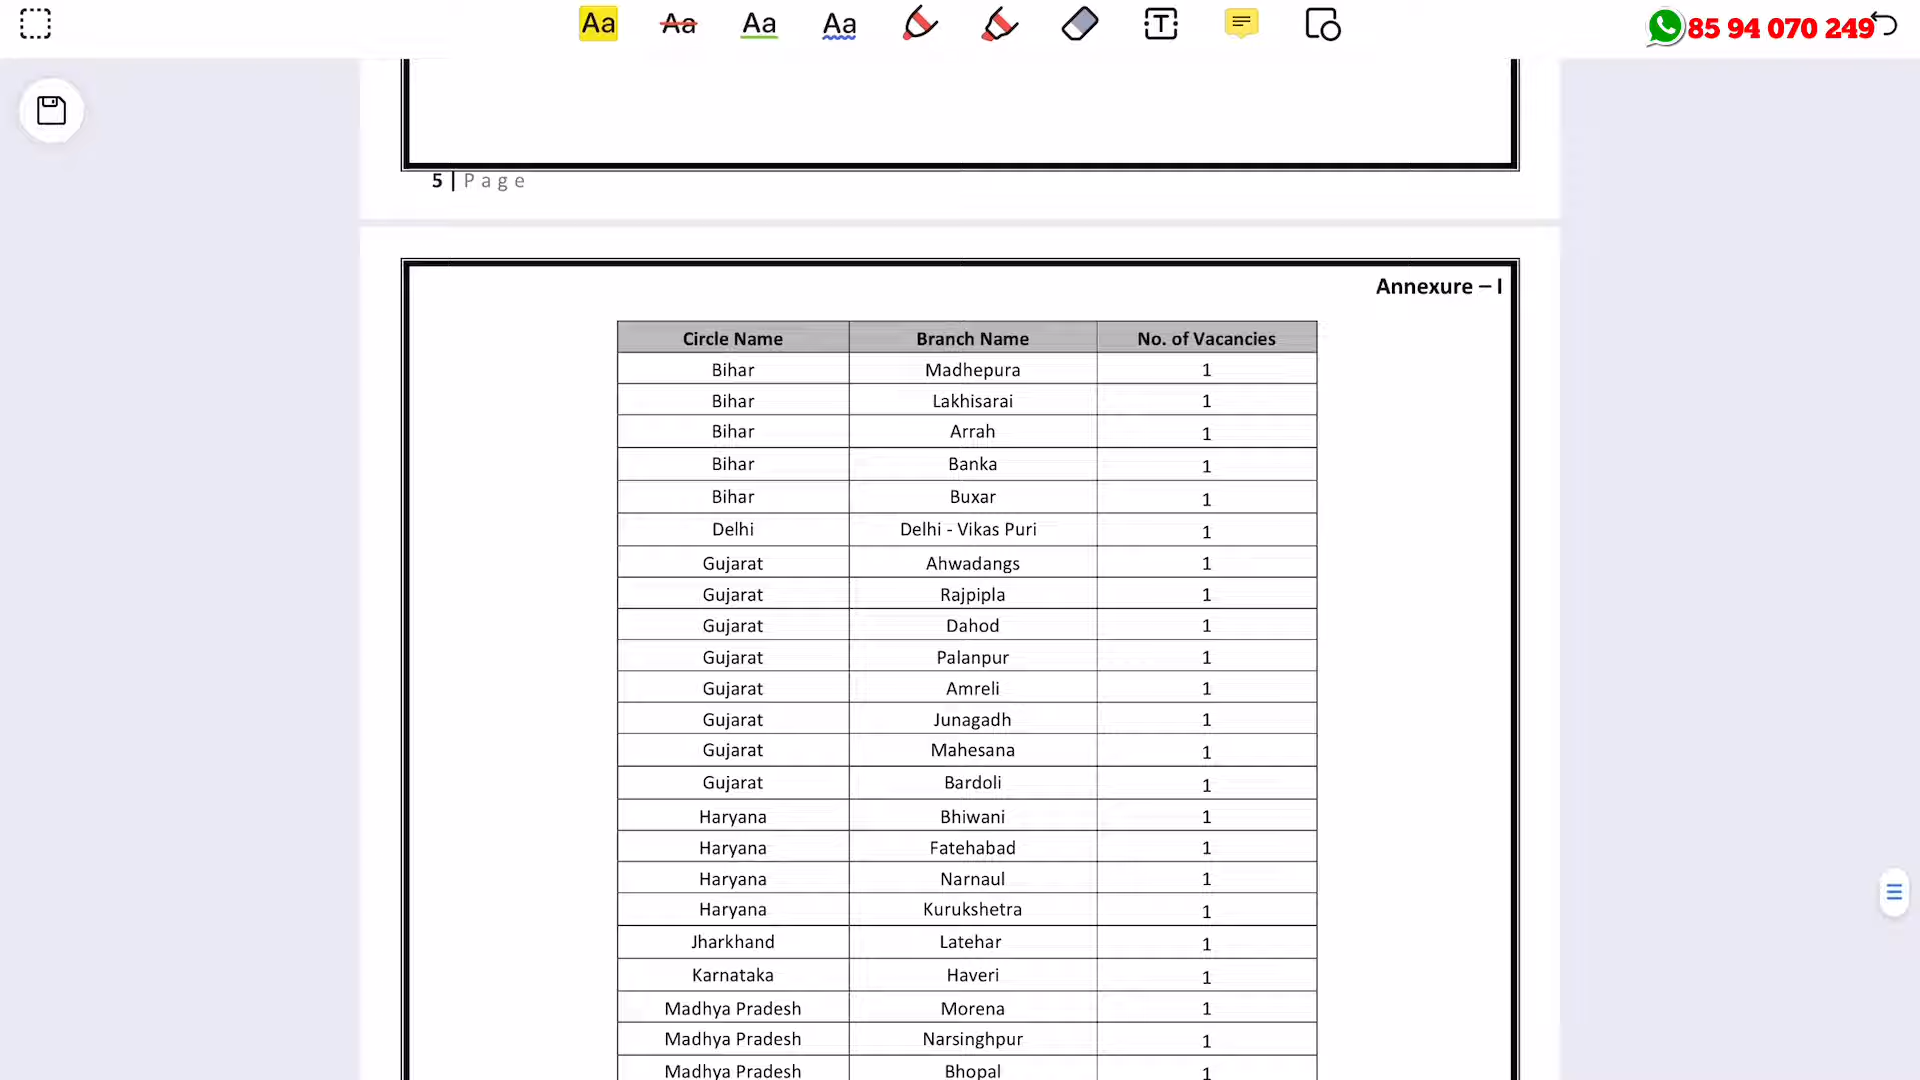 Aa Aa Aa Aa T 85 94 070 249
5 | Page
Annexure – I
Circle Name Branch Name No. of Vacancies
Bihar Madhepura 1
Bihar Lakhisarai 1
Bihar Arrah 1
Bihar Banka 1
Bihar Buxar 1
Delhi Delhi - Vikas Puri 1
Gujarat Ahwadangs 1
Gujarat Rajpipla 1
Gujarat Dahod 1
Gujarat Palanpur 1
Gujarat Amreli 1
Gujarat Junagadh 1
Gujarat Mahesana 1
Gujarat Bardoli 1
Haryana Bhiwani 1
Haryana Fatehabad 1
Haryana Narnaul 1
Haryana Kurukshetra 1
Jharkhand Latehar 1
Karnataka Haveri 1
Madhya Pradesh Morena 1
Madhya Pradesh Narsinghpur 1
Madhya Pradesh Bhopal 1